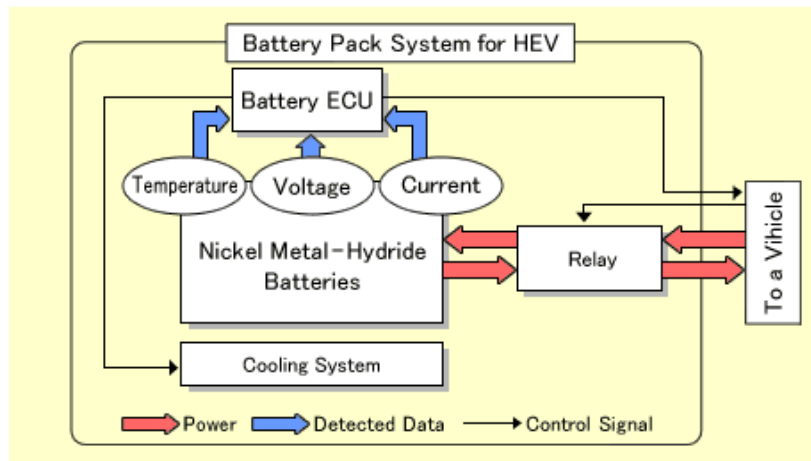 Battery Pack System for HEV
Battery ECU
Temperature
Voltage
Current
Nickel Metal-Hydride
Batteries
Relay
To a Vihicle
Cooling System
Power
Detected Data
Control Signal